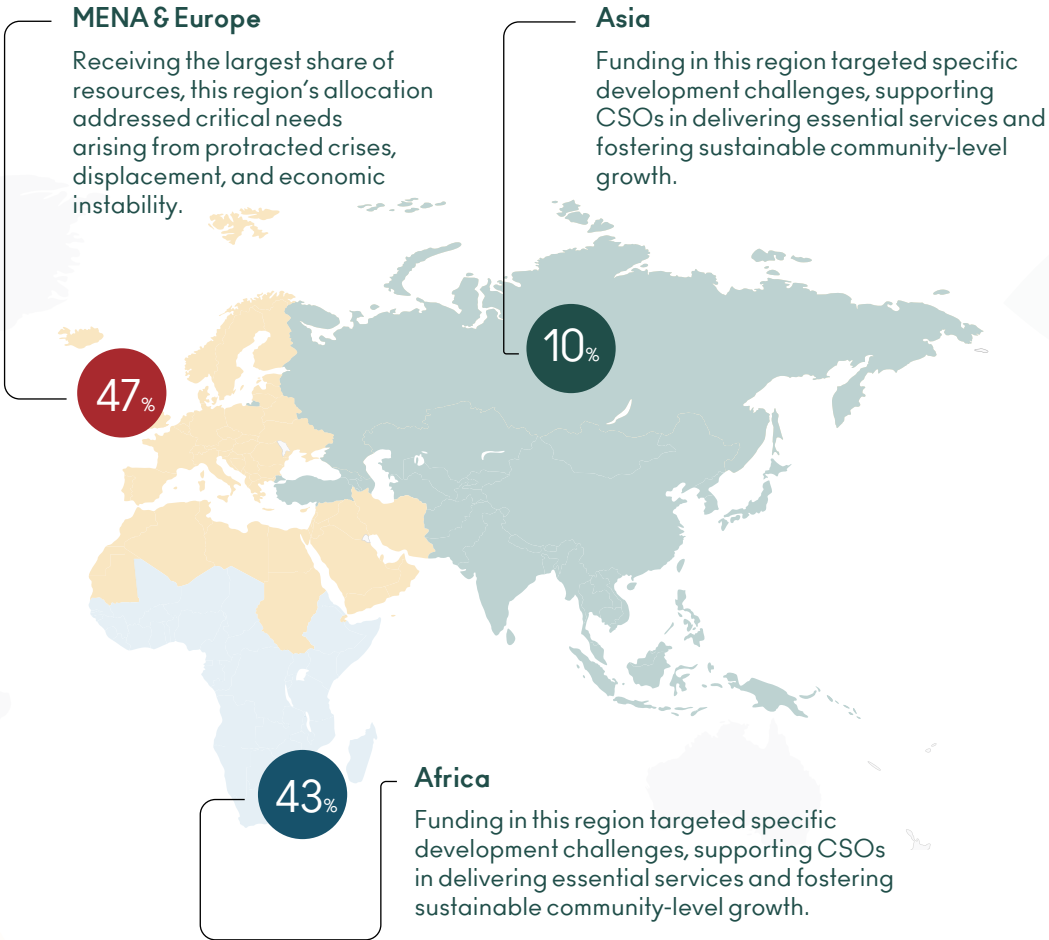 MENA & Europe
Receiving the largest share of
resources, this region's allocation
addressed critical needs
arising from protracted crises,
displacement, and economic
instability.
Asia
Funding in this region targeted specific
development challenges, supporting
CSOs in delivering essential services and
fostering sustainable community-level
growth.
10%
47%
43%
Africa
Funding in this region targeted specific
development challenges, supporting CSOs
in delivering essential services and fostering
sustainable community-level growth.